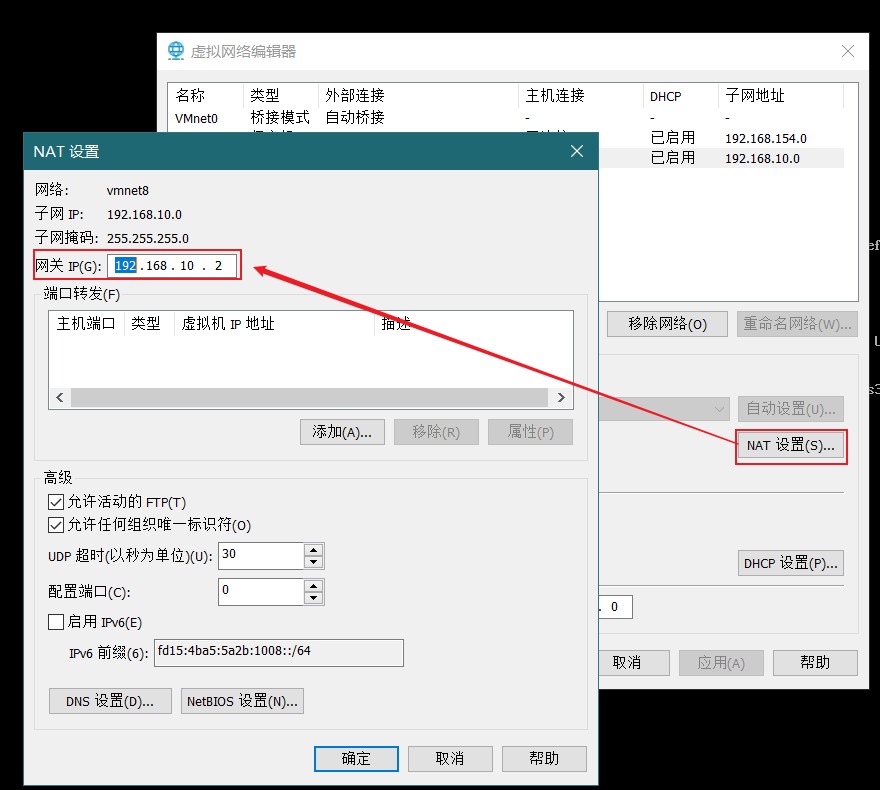 虚拟网络编辑器
名称 类型 外部连接 主机连接 DHCP 子网地址
VMnet0 桥接模式 自动桥接 - - -
已启用 192.168.154.0
已启用 192.168.10.0
移除网络(O) 重命名网络(W)...
自动设置(U)...
NAT 设置(S)...
DHCP 设置(P)...
. 0
取消 应用(A) 帮助
NAT 设置
网络: vmnet8
子网 IP: 192.168.10.0
子网掩码: 255.255.255.0
网关 IP(G): 192 . 168 . 10 . 2
端口转发(F)
主机端口 类型 虚拟机 IP 地址 描述
添加(A)... 移除(R) 属性(P)
高级
允许活动的 FTP(T)
允许任何组织唯一标识符(O)
UDP 超时(以秒为单位)(U): 30
配置端口(C): 0
启用 IPv6(E)
IPv6 前缀(6): fd15:4ba5:5a2b:1008::/64
DNS 设置(D)... NetBIOS 设置(N)...
确定 取消 帮助